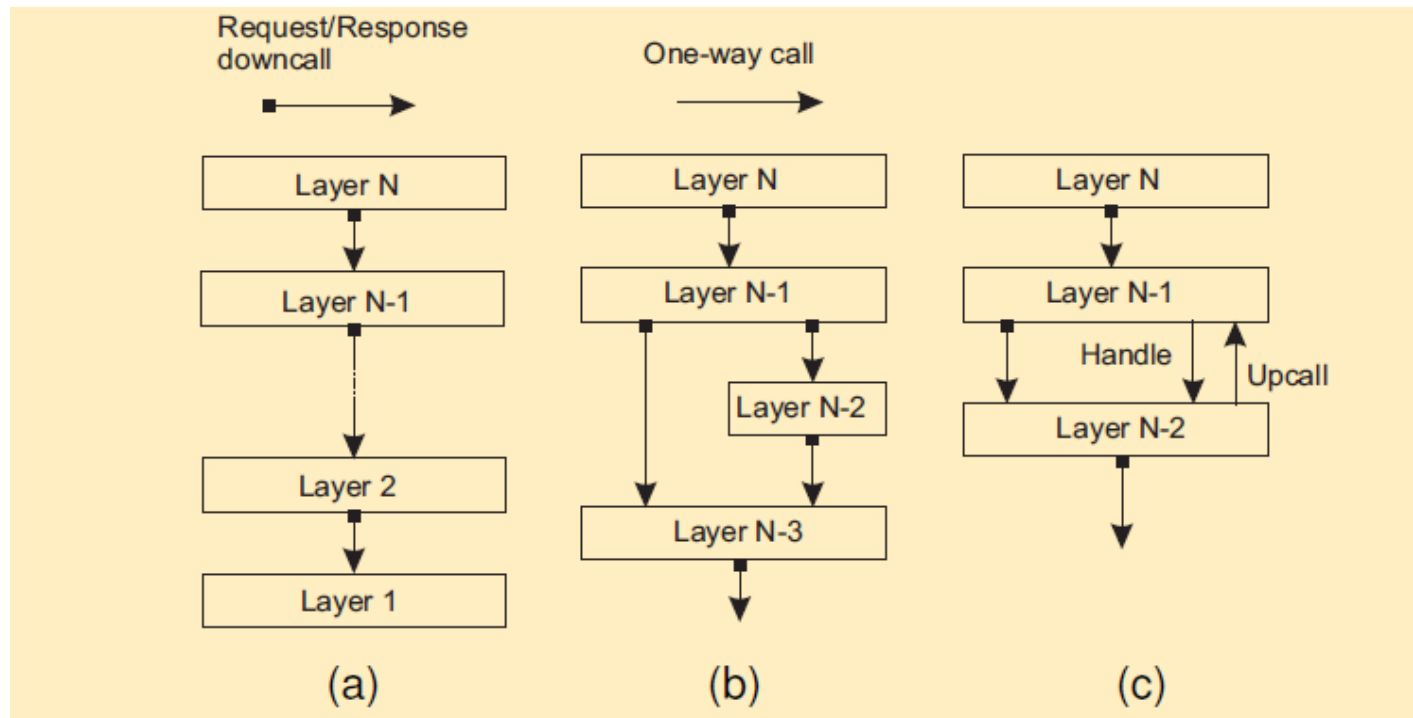 Request/Response
downcall
One-way call
Layer N
Layer N-1
Layer 2
Layer 1
(a)
Layer N
Layer N-1
Layer N-2
Layer N-3
(b)
Layer N
Layer N-1
Handle
Upcall
Layer N-2
(c)